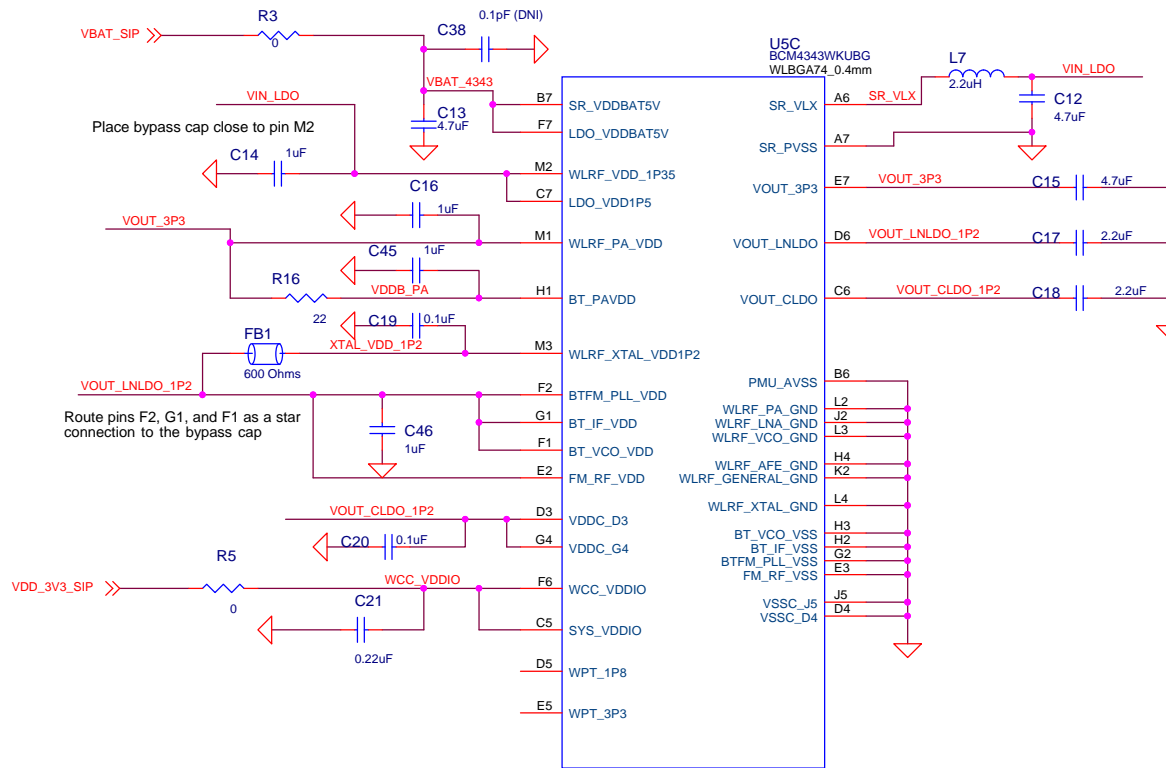 R3
0.1pF (DNI)
VBAT_SIP
C38
0
U5C
BCM4343WKUBG
WLBGA74_0.4mm
L7
VBAT_4343
2.2uH
VIN_LDO
VIN_LDO
B7
SR_VDDBAT5V
SR_VLX
A6
SR_VLX
C12
4.7uF
Place bypass cap close to pin M2
C13
4.7uF
F7
LDO_VDDBAT5V
SR_PVSS
A7
C14
1uF
M2
WLRF_VDD_1P35
VOUT_3P3
E7
VOUT_3P3
C15
4.7uF
C16
1uF
C7
LDO_VDD1P5
VOUT_3P3
M1
WLRF_PA_VDD
VOUT_LNLDO
D6
VOUT_LNLDO_1P2
C17
2.2uF
C45
1uF
R16
22
VDDB_PA
H1
BT_PAVDD
VOUT_CLDO
C6
VOUT_CLDO_1P2
C18
2.2uF
C19
0.1uF
FB1
600 Ohms
XTAL_VDD_1P2
M3
WLRF_XTAL_VDD1P2
VOUT_LNLDO_1P2
F2
BTFM_PLL_VDD
PMU_AVSS
B6
Route pins F2, G1, and F1 as a star
connection to the bypass cap
C46
1uF
G1
BT_IF_VDD
WLRF_PA_GND
L2
WLRF_LNA_GND
J2
WLRF_VCO_GND
L3
F1
BT_VCO_VDD
WLRF_AFE_GND
H4
E2
FM_RF_VDD
WLRF_GENERAL_GND
K2
WLRF_XTAL_GND
L4
VOUT_CLDO_1P2
D3
VDDC_D3
BT_VCO_VSS
H3
C20
0.1uF
G4
VDDC_G4
BT_IF_VSS
H2
BTFM_PLL_VSS
G2
FM_RF_VSS
E3
R5
0
VDD_3V3_SIP
WCC_VDDIO
F6
WCC_VDDIO
VSSC_J5
J5
VSSC_D4
D4
C21
0.22uF
C5
SYS_VDDIO
D5
WPT_1P8
E5
WPT_3P3